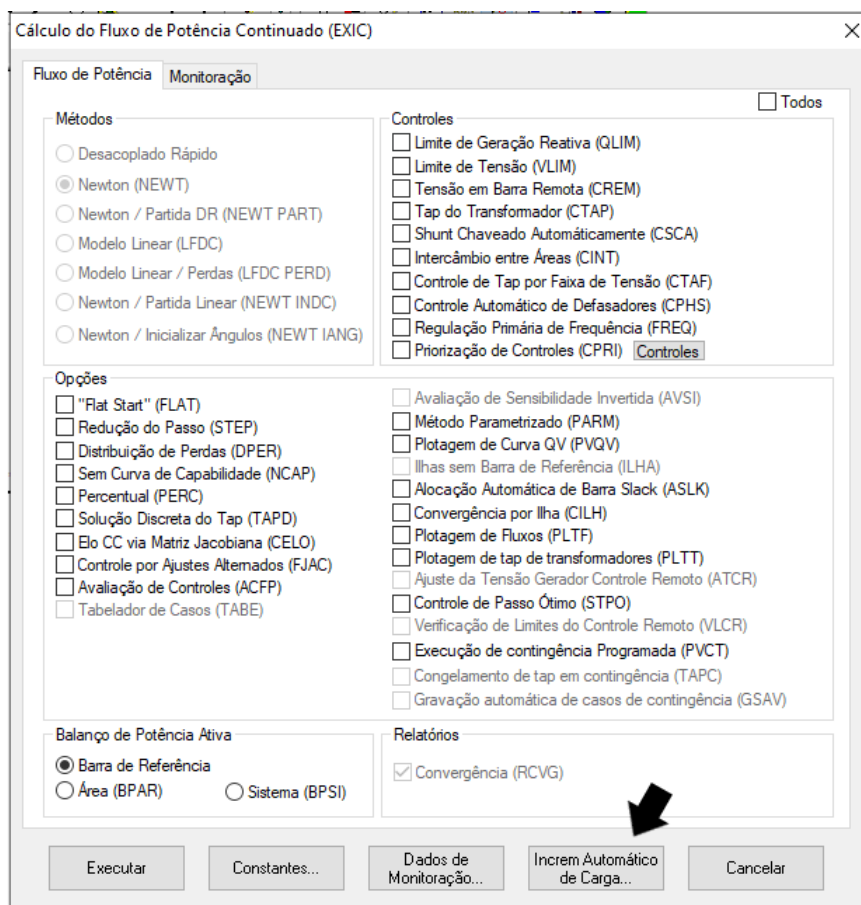 Cálculo do Fluxo de Potência Continuado (EXIC)
Fluxo de Potência
Monitoração
Todos
Métodos
Desacoplado Rápido
Newton (NEWT)
Newton / Partida DR (NEWT PART)
Modelo Linear (LFDC)
Modelo Linear / Perdas (LFDC PERD)
Newton / Partida Linear (NEWT INDC)
Newton / Inicializar Ângulos (NEWT IANG)
Controles
Limite de Geração Reativa (QLIM)
Limite de Tensão (VLIM)
Tensão em Barra Remota (CREM)
Tap do Transformador (CTAP)
Shunt Chaveado Automáticamente (CSCA)
Intercâmbio entre Áreas (CINT)
Controle de Tap por Faixa de Tensão (CTAF)
Controle Automático de Defasadores (CPHS)
Regulação Primária de Frequência (FREQ)
Priorização de Controles (CPRI) Controles
Opções
"Flat Start" (FLAT)
Redução do Passo (STEP)
Distribuição de Perdas (DPER)
Sem Curva de Capabilidade (NCAP)
Percentual (PERC)
Solução Discreta do Tap (TAPD)
Elo CC via Matriz Jacobiana (CELO)
Controle por Ajustes Alternados (FJAC)
Avaliação de Controles (ACFP)
Tabelador de Casos (TABE)
Avaliação de Sensibilidade Invertida (AVSI)
Método Parametrizado (PARM)
Plotagem de Curva QV (PVQV)
Ilhas sem Barra de Referência (ILHA)
Alocação Automática de Barra Slack (ASLK)
Convergência por Ilha (CILH)
Plotagem de Fluxos (PLTF)
Plotagem de tap de transformadores (PLTT)
Ajuste da Tensão Gerador Controle Remoto (ATCR)
Controle de Passo Ótimo (STPO)
Verificação de Limites do Controle Remoto (VLCR)
Execução de contingência Programada (PVCT)
Congelamento de tap em contingência (TAPC)
Gravação automática de casos de contingência (GSAV)
Balanço de Potência Ativa
Barra de Referência
Área (BPAR)
Sistema (BPSI)
Relatórios
Convergência (RCVG)
Executar
Constantes...
Dados de
Monitoração...
Increm Automático
de Carga...
Cancelar